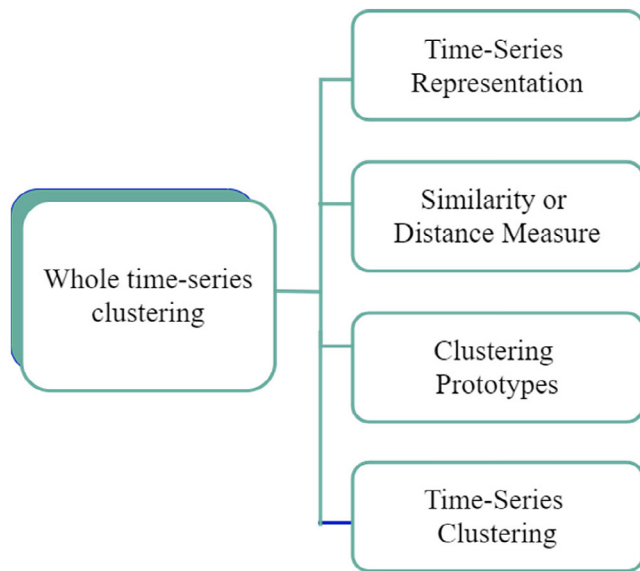 Time-Series
Representation
Similarity or
Distance Measure
Whole time-series
clustering
Clustering
Prototypes
Time-Series
Clustering